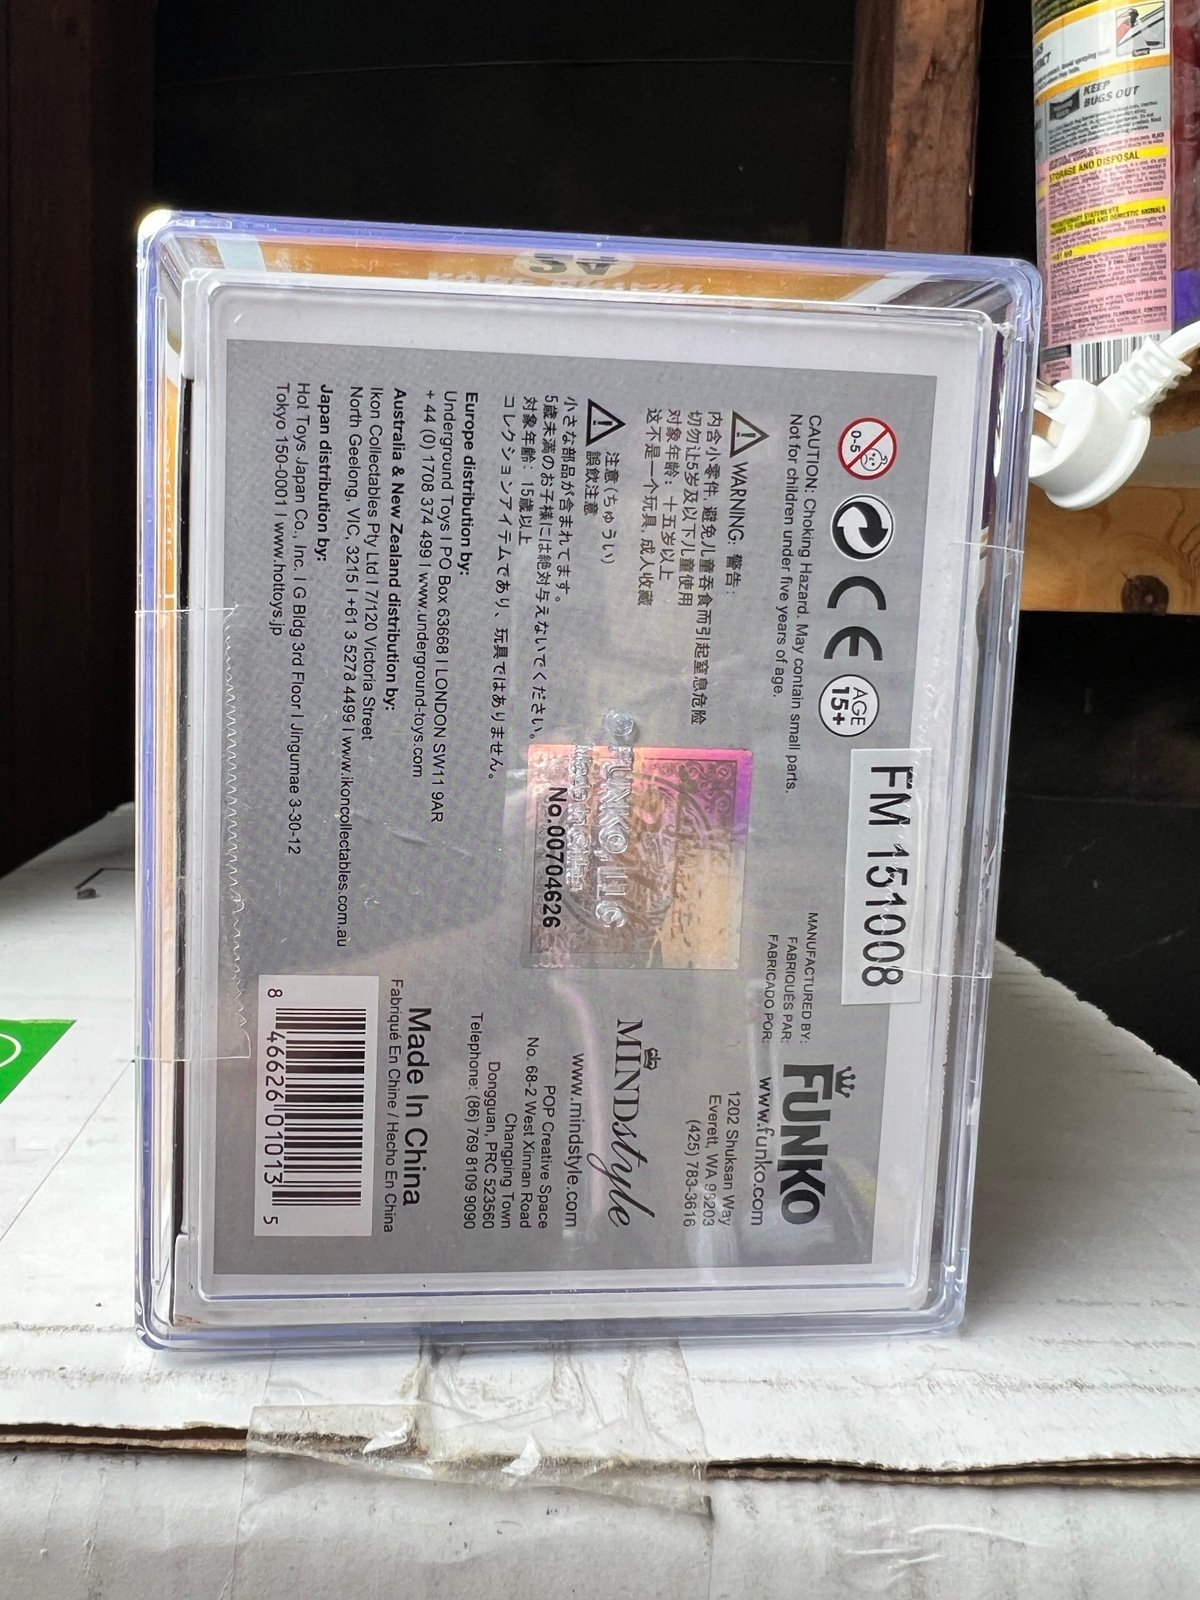 0-5
AGE
15+
FM 151008
CAUTION: Choking Hazard. May contain small parts.
Not for children under five years of age.
WARNING: 警告:
内含小零件, 避免儿童吞食而引起窒息危险
切勿让5岁及以下儿童使用
对象年龄: 十五岁以上
这不是一个玩具, 成人收藏
注意 (ちゅうい)
誤飲注意
小さな部品が含まれてます。
5歳未満のお子様には絶対与えないでください。
対象年齢: 15歳以上
コレクションアイテムであり、玩具ではありません。
Europe distribution by:
Underground Toys I PO Box 63668 I LONDON SW11 9AR
+ 44 (0) 1708 374 499 I www.underground-toys.com
Australia & New Zealand distribution by:
Ikon Collectables Pty Ltd I 7/120 Victoria Street
North Geelong, VIC, 3215 I +61 3 5278 4499 I www.ikoncollectables.com.au
Japan distribution by:
Hot Toys Japan Co., Inc. I G Bldg 3rd Floor I Jingumae 3-30-12
Tokyo 150-0001 I www.hottoys.jp
© FUNKO, LLC
No.00704626
MANUFACTURED BY:
FABRIQUÉS PAR:
FABRICADO POR:
FUNKO
www.funko.com
1202 Shuksan Way
Everett, WA 98203
(425) 783-3616
MINDstyle
www.mindstyle.com
POP Creative Space
No. 68-2 West Xinnan Road
Changping Town
Dongguan, PRC 523560
Telephone: (86) 769 8109 9090
Made In China
Fabriqué En Chine / Hecho En China
8 46626 01013 5
KEEP
BUGS OUT
STORAGE AND DISPOSAL